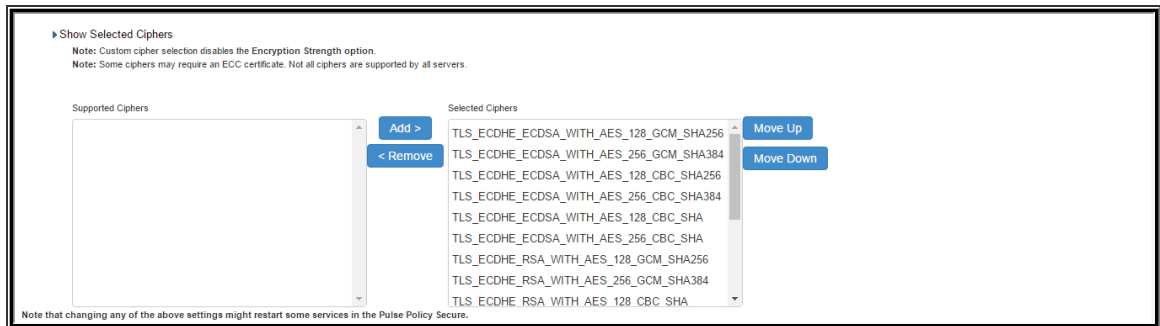 Show Selected Ciphers
Note: Custom cipher selection disables the Encryption Strength option.
Note: Some ciphers may require an ECC certificate. Not all ciphers are supported by all servers.
Supported Ciphers
Add >
< Remove
Selected Ciphers
TLS_ECDHE_ECDSA_WITH_AES_128_GCM_SHA256
TLS_ECDHE_ECDSA_WITH_AES_256_GCM_SHA384
TLS_ECDHE_ECDSA_WITH_AES_128_CBC_SHA256
TLS_ECDHE_ECDSA_WITH_AES_256_CBC_SHA384
TLS_ECDHE_ECDSA_WITH_AES_128_CBC_SHA
TLS_ECDHE_ECDSA_WITH_AES_256_CBC_SHA
TLS_ECDHE_RSA_WITH_AES_128_GCM_SHA256
TLS_ECDHE_RSA_WITH_AES_256_GCM_SHA384
TLS_ECDHE_RSA_WITH_AES_128_CBC_SHA
Move Up
Move Down
Note that changing any of the above settings might restart some services in the Pulse Policy Secure.